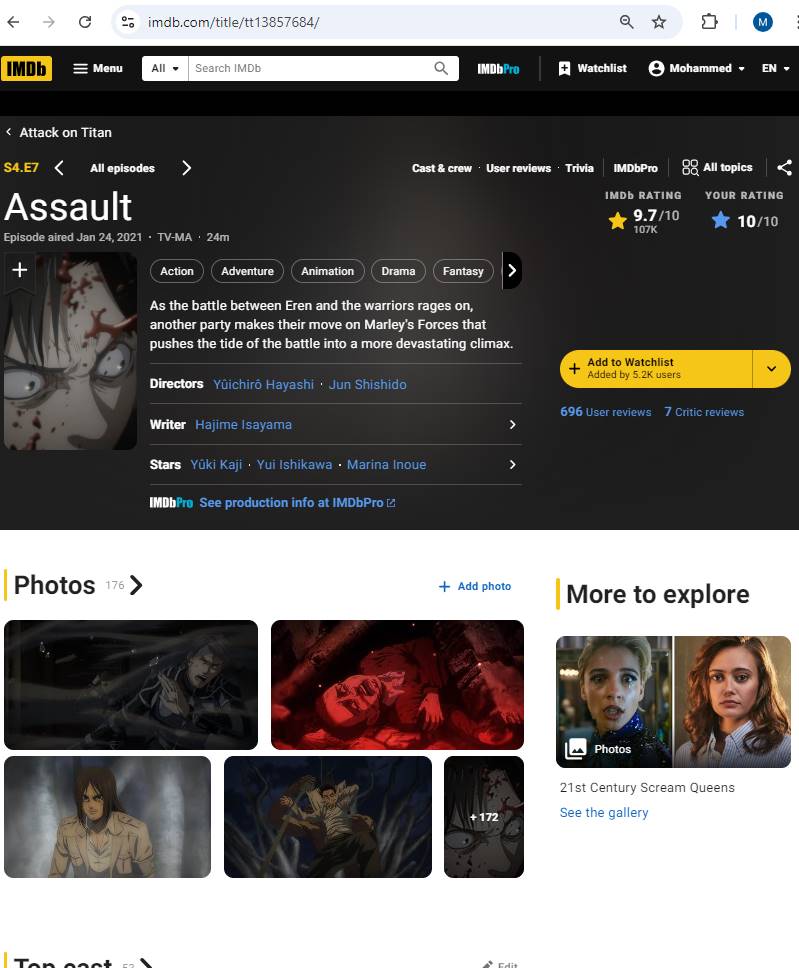 imdb.com/title/tt13857684/
M
IMDb
Menu
All
Search IMDb
IMDbPro
Watchlist
Mohammed
EN
Attack on Titan
S4.E7
All episodes
Cast & crew · User reviews · Trivia
IMDbPro
All topics
Assault
Episode aired Jan 24, 2021 · TV-MA · 24m
IMDb RATING
9.7/10
107K
YOUR RATING
10/10
Action
Adventure
Animation
Drama
Fantasy
As the battle between Eren and the warriors rages on,
another party makes their move on Marley's Forces that
pushes the tide of the battle into a more devastating climax.
Directors Yûichirô Hayashi · Jun Shishido
Writer Hajime Isayama
Stars Yûki Kaji · Yui Ishikawa · Marina Inoue
IMDbPro See production info at IMDbPro
Add to Watchlist
Added by 5.2K users
696 User reviews 7 Critic reviews
Photos 176
Add photo
+ 172
More to explore
Photos
21st Century Scream Queens
See the gallery
Top cast 53
Edit